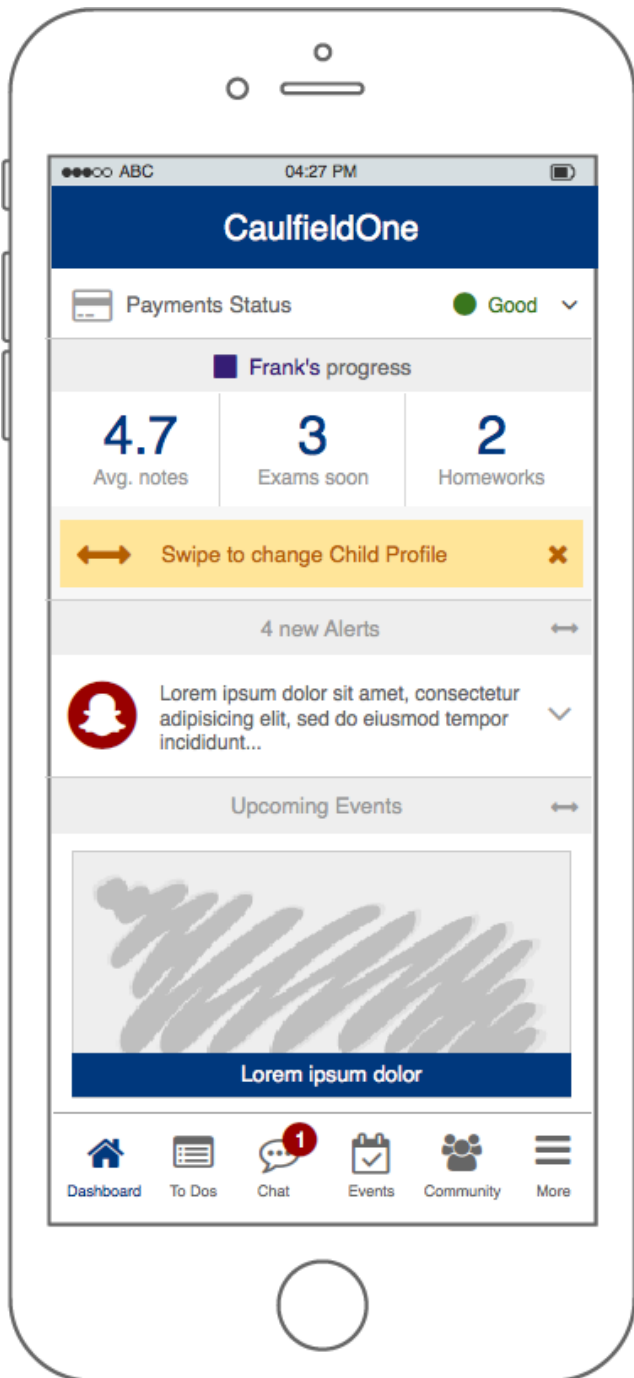 ABC
04:27 PM
CaulfieldOne
Payments Status
Good
Frank's progress
4.7
3
2
Avg. notes
Exams soon
Homeworks
Swipe to change Child Profile
4 new Alerts
Lorem ipsum dolor sit amet, consectetur
adipisicing elit, sed do eiusmod tempor
incididunt...
Upcoming Events
Lorem ipsum dolor
1
Dashboard
To Dos
Chat
Events
Community
More